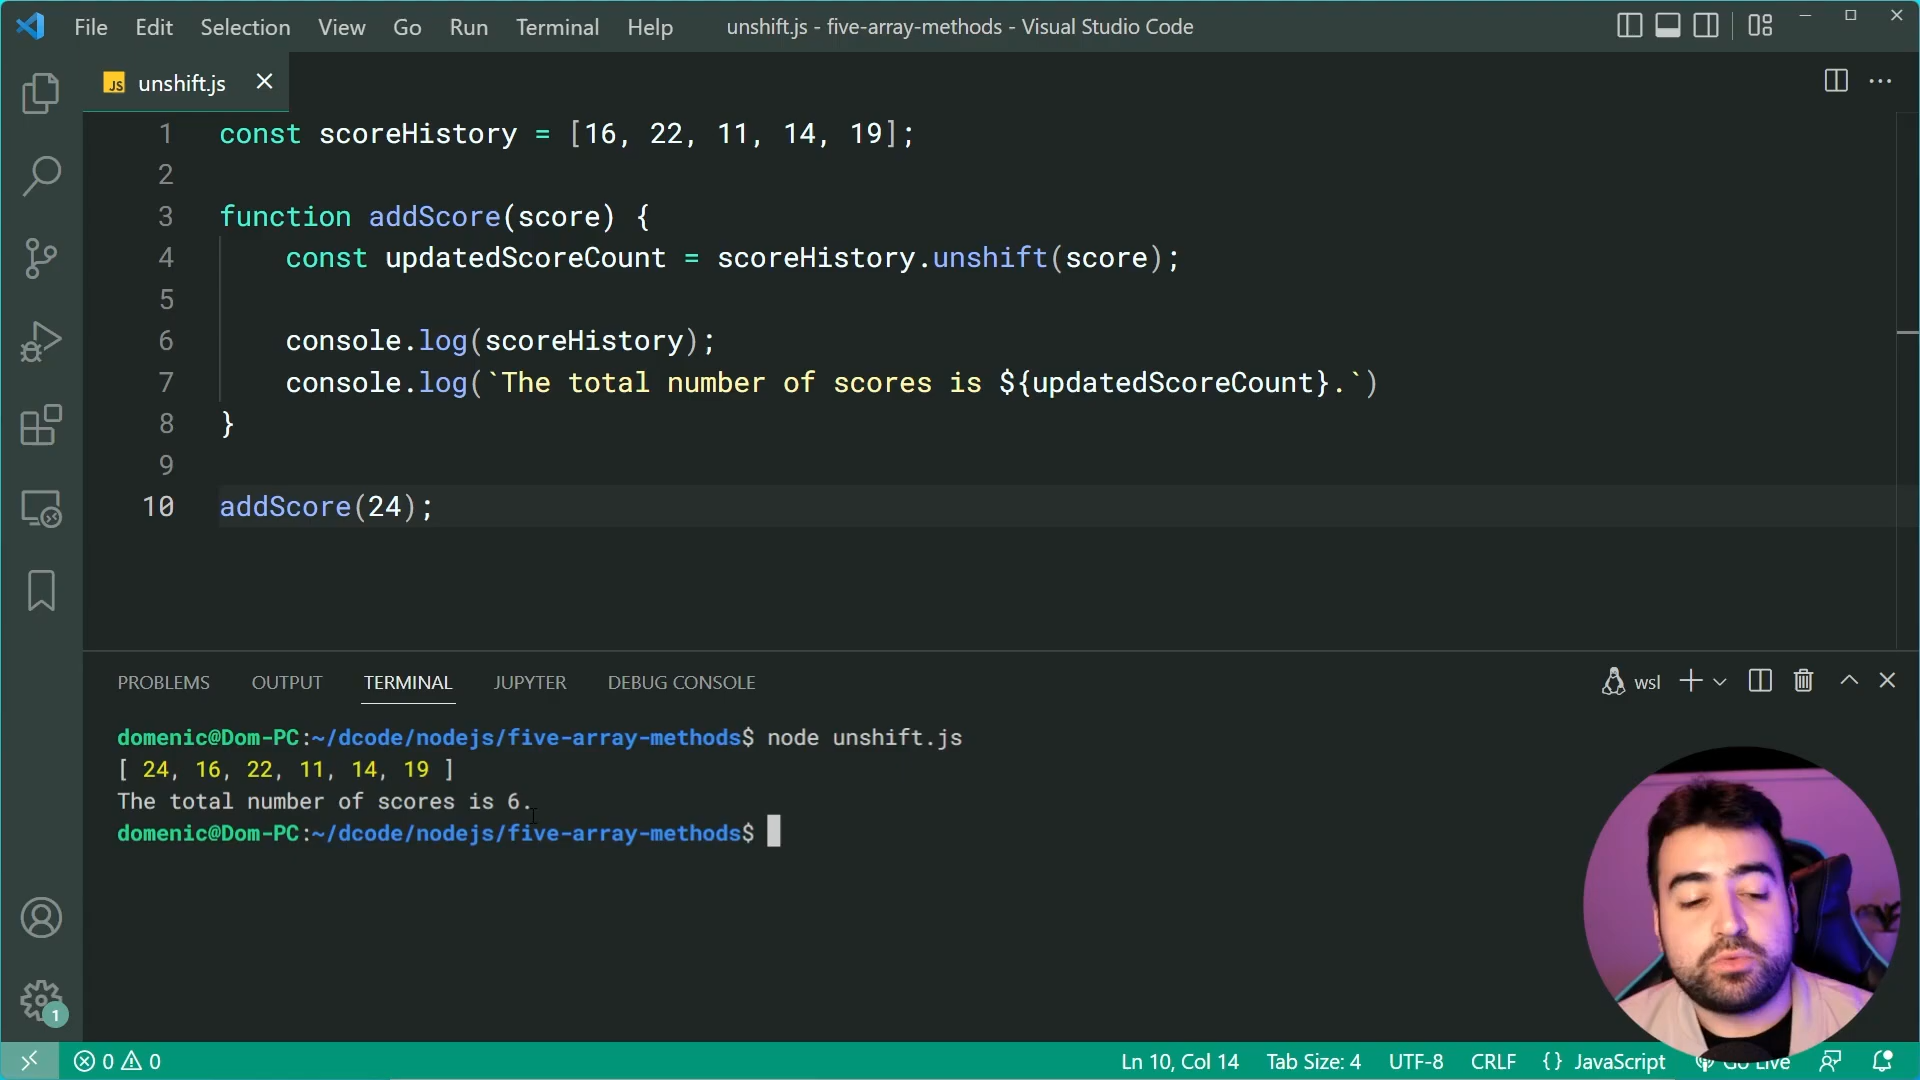 File Edit Selection View Go Run Terminal Help unshift.js - five-array-methods - Visual Studio Code
JS unshift.js
1 const scoreHistory = [16, 22, 11, 14, 19];
2
3 function addScore(score) {
4 const updatedScoreCount = scoreHistory.unshift(score);
5
6 console.log(scoreHistory);
7 console.log(`The total number of scores is ${updatedScoreCount}.`)
8 }
9
10 addScore(24);
PROBLEMS OUTPUT TERMINAL JUPYTER DEBUG CONSOLE wsl
domenic@Dom-PC:~/dcode/nodejs/five-array-methods$ node unshift.js
[ 24, 16, 22, 11, 14, 19 ]
The total number of scores is 6.
domenic@Dom-PC:~/dcode/nodejs/five-array-methods$
1
0 0 Ln 10, Col 14 Tab Size: 4 UTF-8 CRLF {} JavaScript Go Live